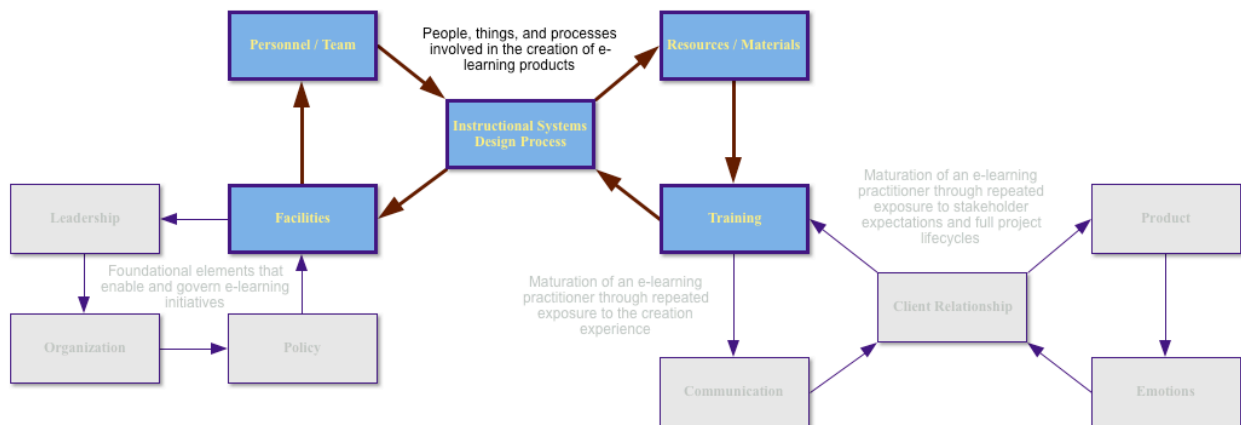 Personnel / Team
People, things, and processes
involved in the creation of e-
learning products
Resources / Materials
Instructional Systems
Design Process
Leadership
Facilities
Training
Maturation of an e-learning
practitioner through repeated
exposure to stakeholder
expectations and full project
lifecycles
Product
Foundational elements that
enable and govern e-learning
initiatives
Maturation of an e-learning
practitioner through repeated
exposure to the creation
experience
Client Relationship
Organization
Policy
Communication
Emotions